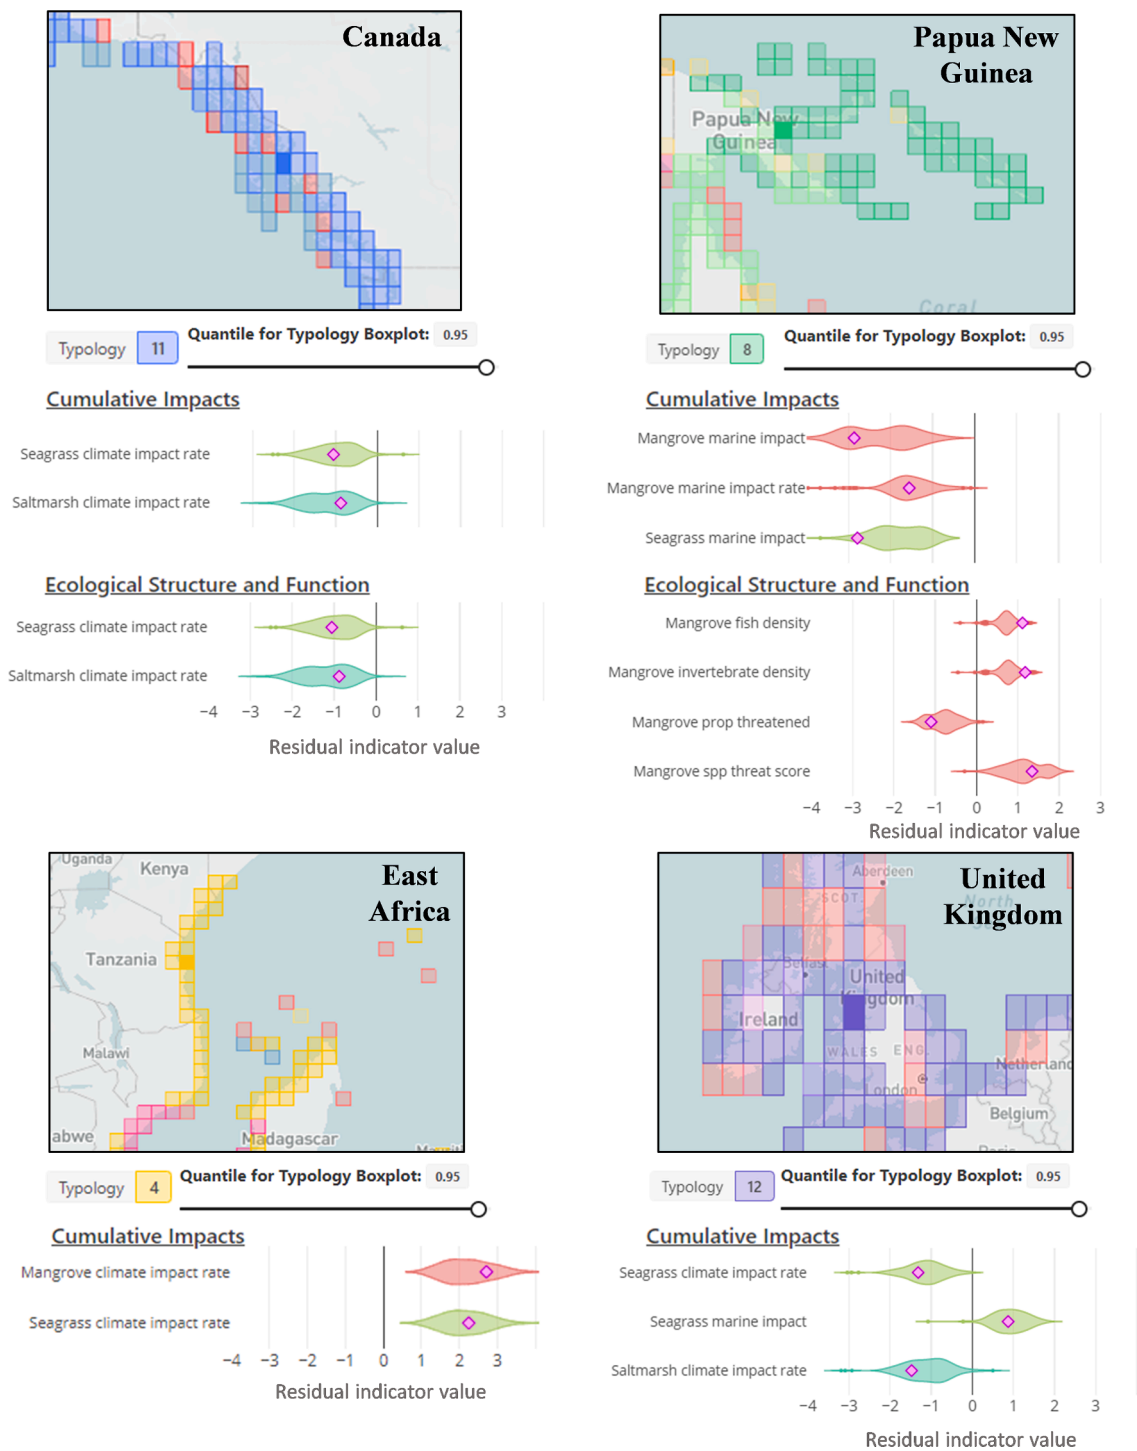 Canada
Typology 11 Quantile for Typology Boxplot: 0.95
Cumulative Impacts
Seagrass climate impact rate
Saltmarsh climate impact rate
Ecological Structure and Function
Seagrass climate impact rate
Saltmarsh climate impact rate
−4 −3 −2 −1 0 1 2 3
Residual indicator value
Papua New
Guinea
Papua New
Guinea
Coral
Typology 8 Quantile for Typology Boxplot: 0.95
Cumulative Impacts
Mangrove marine impact
Mangrove marine impact rate
Seagrass marine impact
Ecological Structure and Function
Mangrove fish density
Mangrove invertebrate density
Mangrove prop threatened
Mangrove spp threat score
−4 −3 −2 −1 0 1 2 3
Residual indicator value
East
Africa
Uganda
Kenya
Tanzania
Malawi
abwe
Madagascar
Typology 4 Quantile for Typology Boxplot: 0.95
Cumulative Impacts
Mangrove climate impact rate
Seagrass climate impact rate
−4 −3 −2 −1 0 1 2 3
Residual indicator value
United
Kingdom
Aberdeen
SCOT.
North
Belfast
United
Kingdom
Ireland
WALES ENG.
London
Netherland
Belgium
Typology 12 Quantile for Typology Boxplot: 0.95
Cumulative Impacts
Seagrass climate impact rate
Seagrass marine impact
Saltmarsh climate impact rate
−4 −3 −2 −1 0 1 2 3
Residual indicator value